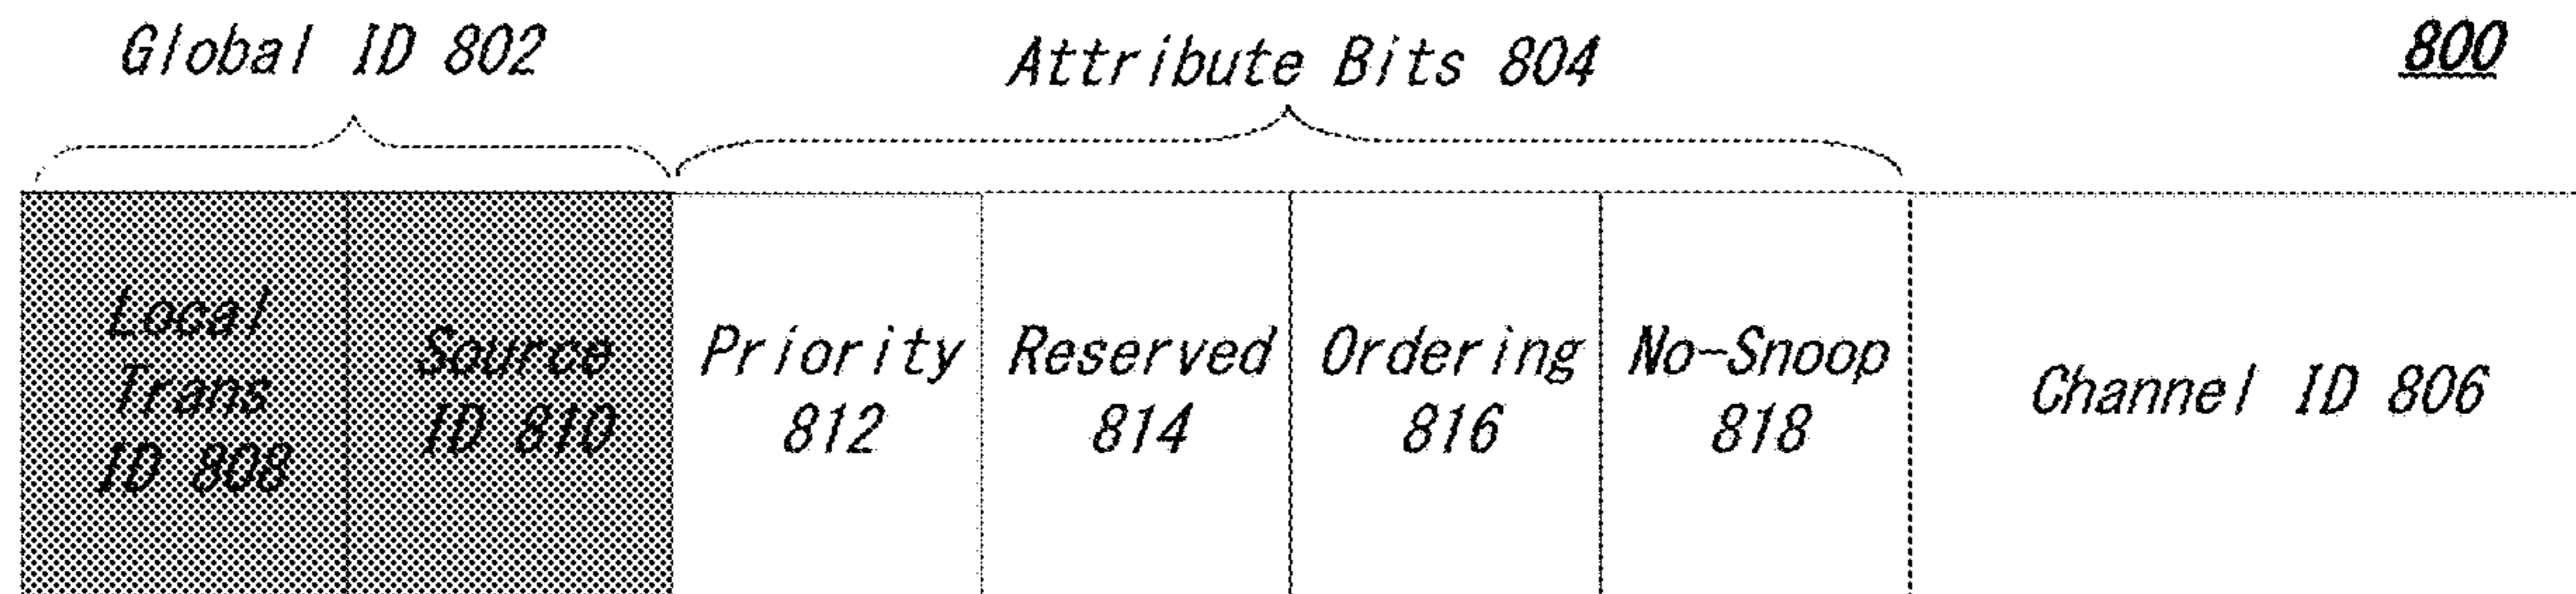 Global ID 802
Attribute Bits 804
800
Local
Trans
ID 808
Source
ID 810
Priority
812
Reserved
814
Ordering
816
No-Snoop
818
Channel ID 806